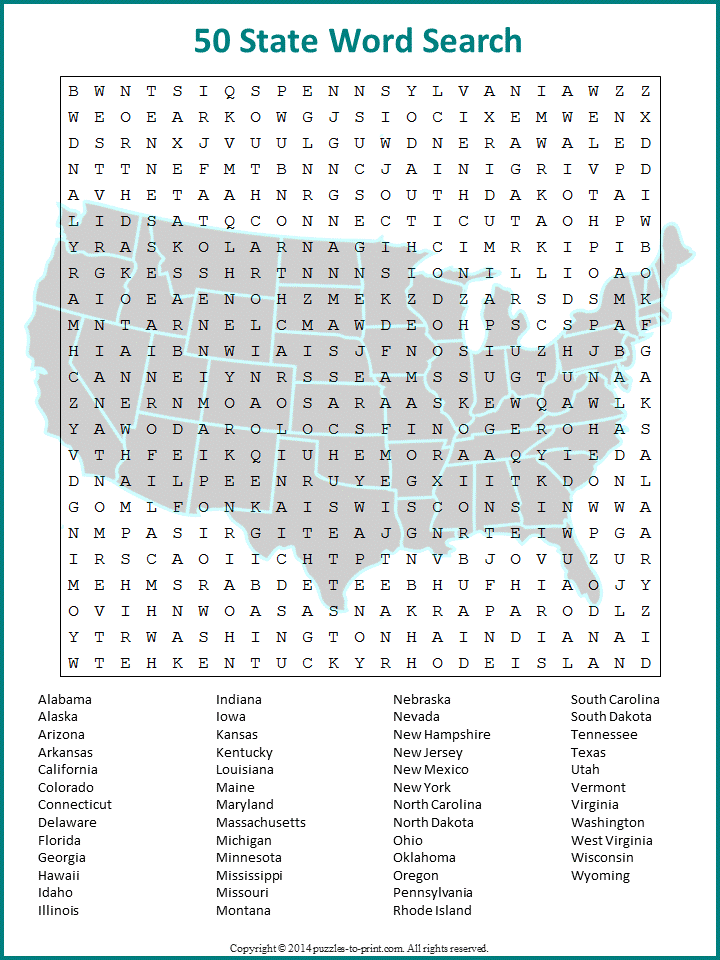 50 State Word Search
B W N T S I Q S P E N N S Y L V A N I A W Z Z
W E O E A R K O W G J S I O C I X E M W E N X
D S R N X J V U U L G U W D N E R A W A L E D
N T T N E F M T B N N C J A I N I G R I V P D
A V H E T A A H N R G S O U T H D A K O T A I
L I D S A T Q C O N N E C T I C U T A O H P W
Y R A S K O L A R N A G I H C I M R K I P I B
R G K E S S H R T N N N S I O N I L L I O A O
A I O E A E N O H Z M E K Z D Z A R S D S M K
M N T A R N E L C M A W D E O H P S C S P A F
H I A I B N W I A I S J F N O S I U Z H J B G
C A N N E I Y N R S S E A M S S U G T U N A A
Z N E R N M O A O S A R A A S K E W Q A W L K
Y A W O D A R O L O C S F I N O G E R O H A S
V T H F E I K Q I U H E M O R A A Q Y I E D A
D N A I L P E E N R U Y E G X I I T K D O N L
G O M L F O N K A I S W I S C O N S I N W W A
N M P A S I R G I T E A J G N R T E I W P G A
I R S C A O I I C H T P T N V B J O V U Z U R
M E H M S R A B D E T E E B H U F H I A O J Y
O V I H N W O A S A S N A K R A P A R O D L Z
Y T R W A S H I N G T O N H A I N D I A N A I
W T E H K E N T U C K Y R H O D E I S L A N D
Alabama
Alaska
Arizona
Arkansas
California
Colorado
Connecticut
Delaware
Florida
Georgia
Hawaii
Idaho
Illinois
Indiana
Iowa
Kansas
Kentucky
Louisiana
Maine
Maryland
Massachusetts
Michigan
Minnesota
Mississippi
Missouri
Montana
Nebraska
Nevada
New Hampshire
New Jersey
New Mexico
New York
North Carolina
North Dakota
Ohio
Oklahoma
Oregon
Pennsylvania
Rhode Island
South Carolina
South Dakota
Tennessee
Texas
Utah
Vermont
Virginia
Washington
West Virginia
Wisconsin
Wyoming
Copyright © 2014 puzzles-to-print.com. All rights reserved.